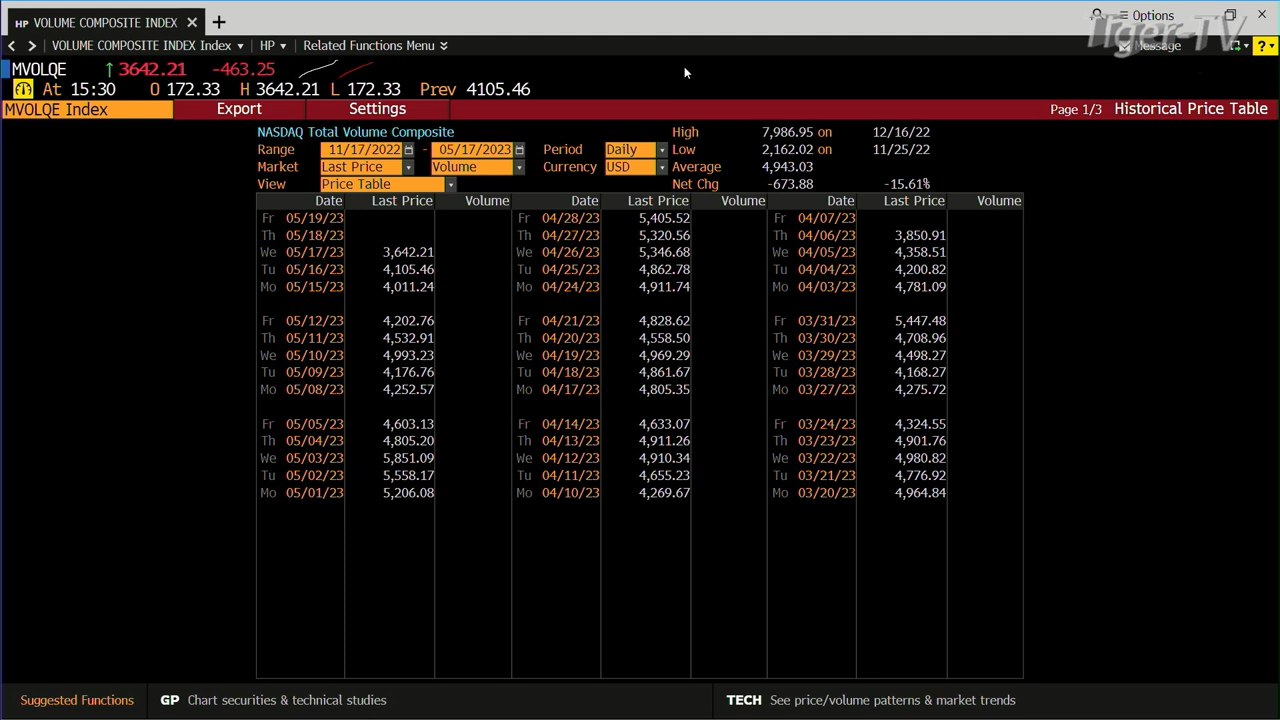 HP VOLUME COMPOSITE INDEX × +
Options
Tiger-TV
< > VOLUME COMPOSITE INDEX Index HP Related Functions Menu
Message ?
MVOLQE ↑ 3642.21 -463.25
At 15:30 O 172.33 H 3642.21 L 172.33 Prev 4105.46
MVOLQE Index Export Settings Page 1/3 Historical Price Table
NASDAQ Total Volume Composite High 7,986.95 on 12/16/22
Range 11/17/2022 - 05/17/2023 Period Daily Low 2,162.02 on 11/25/22
Market Last Price Volume Currency USD Average 4,943.03
View Price Table Net Chg -673.88 -15.61%
Date Last Price Volume Date Last Price Volume Date Last Price Volume
Fr 05/19/23 Fr 04/28/23 5,405.52 Fr 04/07/23
Th 05/18/23 Th 04/27/23 5,320.56 Th 04/06/23 3,850.91
We 05/17/23 3,642.21 We 04/26/23 5,346.68 We 04/05/23 4,358.51
Tu 05/16/23 4,105.46 Tu 04/25/23 4,862.78 Tu 04/04/23 4,200.82
Mo 05/15/23 4,011.24 Mo 04/24/23 4,911.74 Mo 04/03/23 4,781.09
Fr 05/12/23 4,202.76 Fr 04/21/23 4,828.62 Fr 03/31/23 5,447.48
Th 05/11/23 4,532.91 Th 04/20/23 4,558.50 Th 03/30/23 4,708.96
We 05/10/23 4,993.23 We 04/19/23 4,969.29 We 03/29/23 4,498.27
Tu 05/09/23 4,176.76 Tu 04/18/23 4,861.67 Tu 03/28/23 4,168.27
Mo 05/08/23 4,252.57 Mo 04/17/23 4,805.35 Mo 03/27/23 4,275.72
Fr 05/05/23 4,603.13 Fr 04/14/23 4,633.07 Fr 03/24/23 4,324.55
Th 05/04/23 4,805.20 Th 04/13/23 4,911.26 Th 03/23/23 4,901.76
We 05/03/23 5,851.09 We 04/12/23 4,910.34 We 03/22/23 4,980.82
Tu 05/02/23 5,558.17 Tu 04/11/23 4,655.23 Tu 03/21/23 4,776.92
Mo 05/01/23 5,206.08 Mo 04/10/23 4,269.67 Mo 03/20/23 4,964.84
Suggested Functions GP Chart securities & technical studies TECH See price/volume patterns & market trends